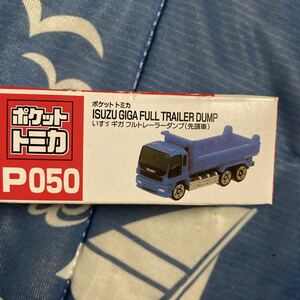 ポケット
トミカ
P050
ポケットトミカ
ISUZU GIGA FULL TRAILER DUMP
いすゞ ギガ フルトレーラーダンプ(先頭車)